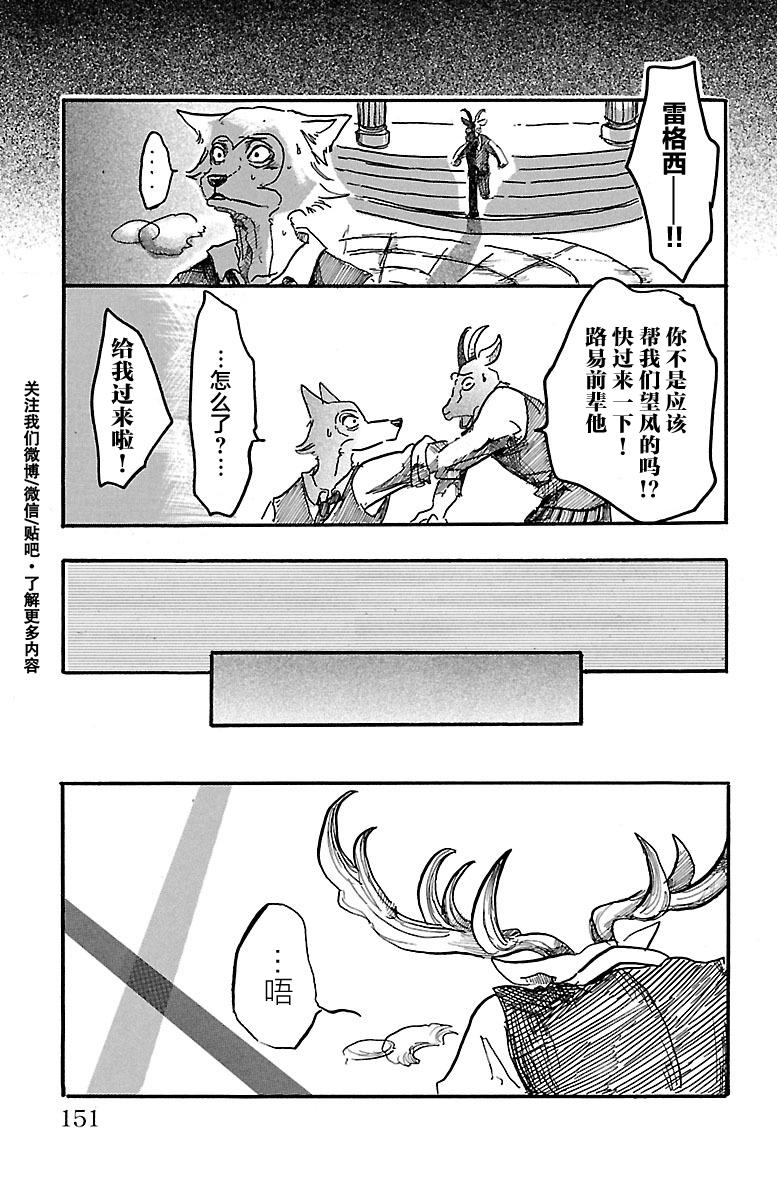 雷格西——!!
…
你不是应该
帮我们望风的吗!?
快过来一下！
路易前辈他
…怎么了?…
给我过来啦！
…唔
关注我们微博/微信/贴吧·了解更多内容
151